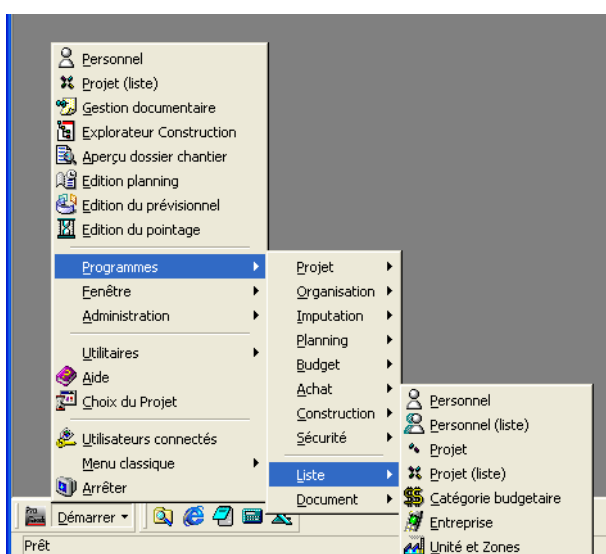 Personnel
Projet (liste)
Gestion documentaire
Explorateur Construction
Aperçu dossier chantier
Edition planning
Edition du prévisionnel
Edition du pointage
Programmes
Fenêtre
Administration
Utilitaires
Aide
Choix du Projet
Utilisateurs connectés
Menu classique
Arrêter
Projet
Organisation
Imputation
Planning
Budget
Achat
Construction
Sécurité
Liste
Document
Personnel
Personnel (liste)
Projet
Projet (liste)
Catégorie budgetaire
Entreprise
Unité et Zones
Démarrer
Prêt